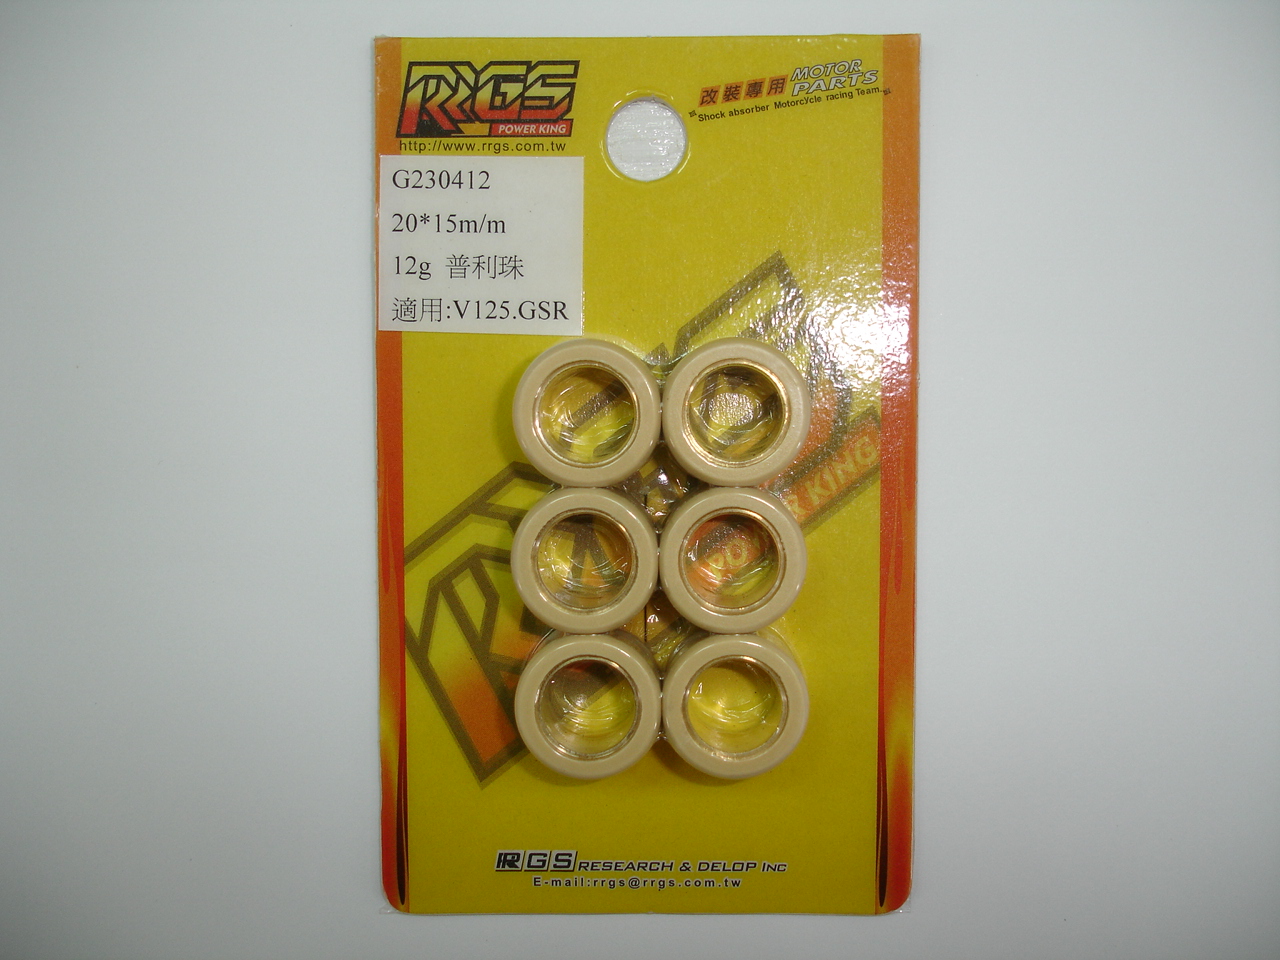 RRGS
POWER KING
http://www.rrgs.com.tw
改裝專用 MOTOR PARTS
Shock absorber Motorcycle racing Team.
G230412
20*15m/m
12g 普利珠
適用:V125.GSR
POWER KING
RRGS RESEARCH & DELOP INC
E-mail:rrgs@rrgs.com.tw